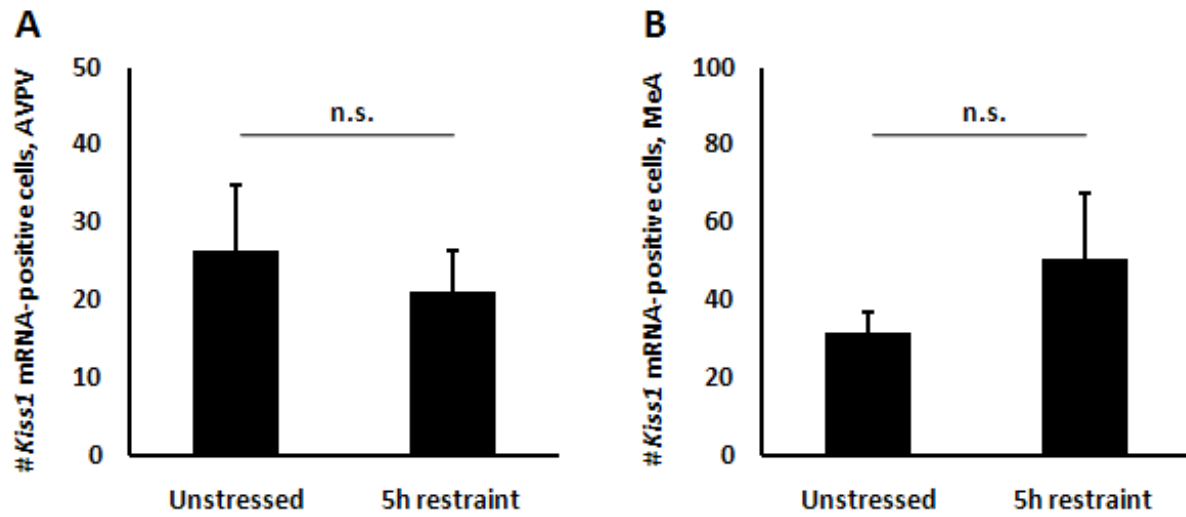 A
#Kiss1 mRNA-positive cells, AVPV
50
40
30
20
10
0
n.s.
Unstressed
5h restraint
B
#Kiss1 mRNA-positive cells, MeA
100
80
60
40
20
0
n.s.
Unstressed
5h restraint